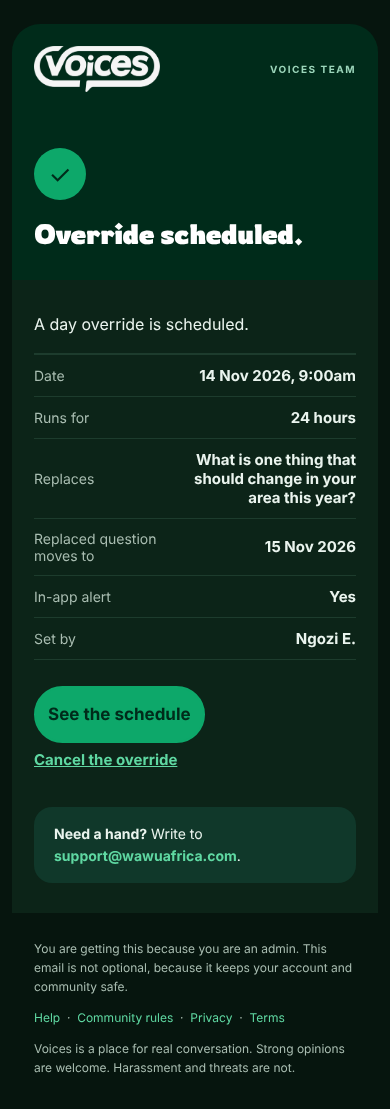 Voices
VOICES TEAM
Override scheduled.
A day override is scheduled.
Date
14 Nov 2026, 9:00am
Runs for
24 hours
Replaces
What is one thing that
should change in your
area this year?
Replaced question
moves to
15 Nov 2026
In-app alert
Yes
Set by
Ngozi E.
See the schedule
Cancel the override
Need a hand? Write to
support@wawuafrica.com.
You are getting this because you are an admin. This
email is not optional, because it keeps your account and
community safe.
Help · Community rules · Privacy · Terms
Voices is a place for real conversation. Strong opinions
are welcome. Harassment and threats are not.